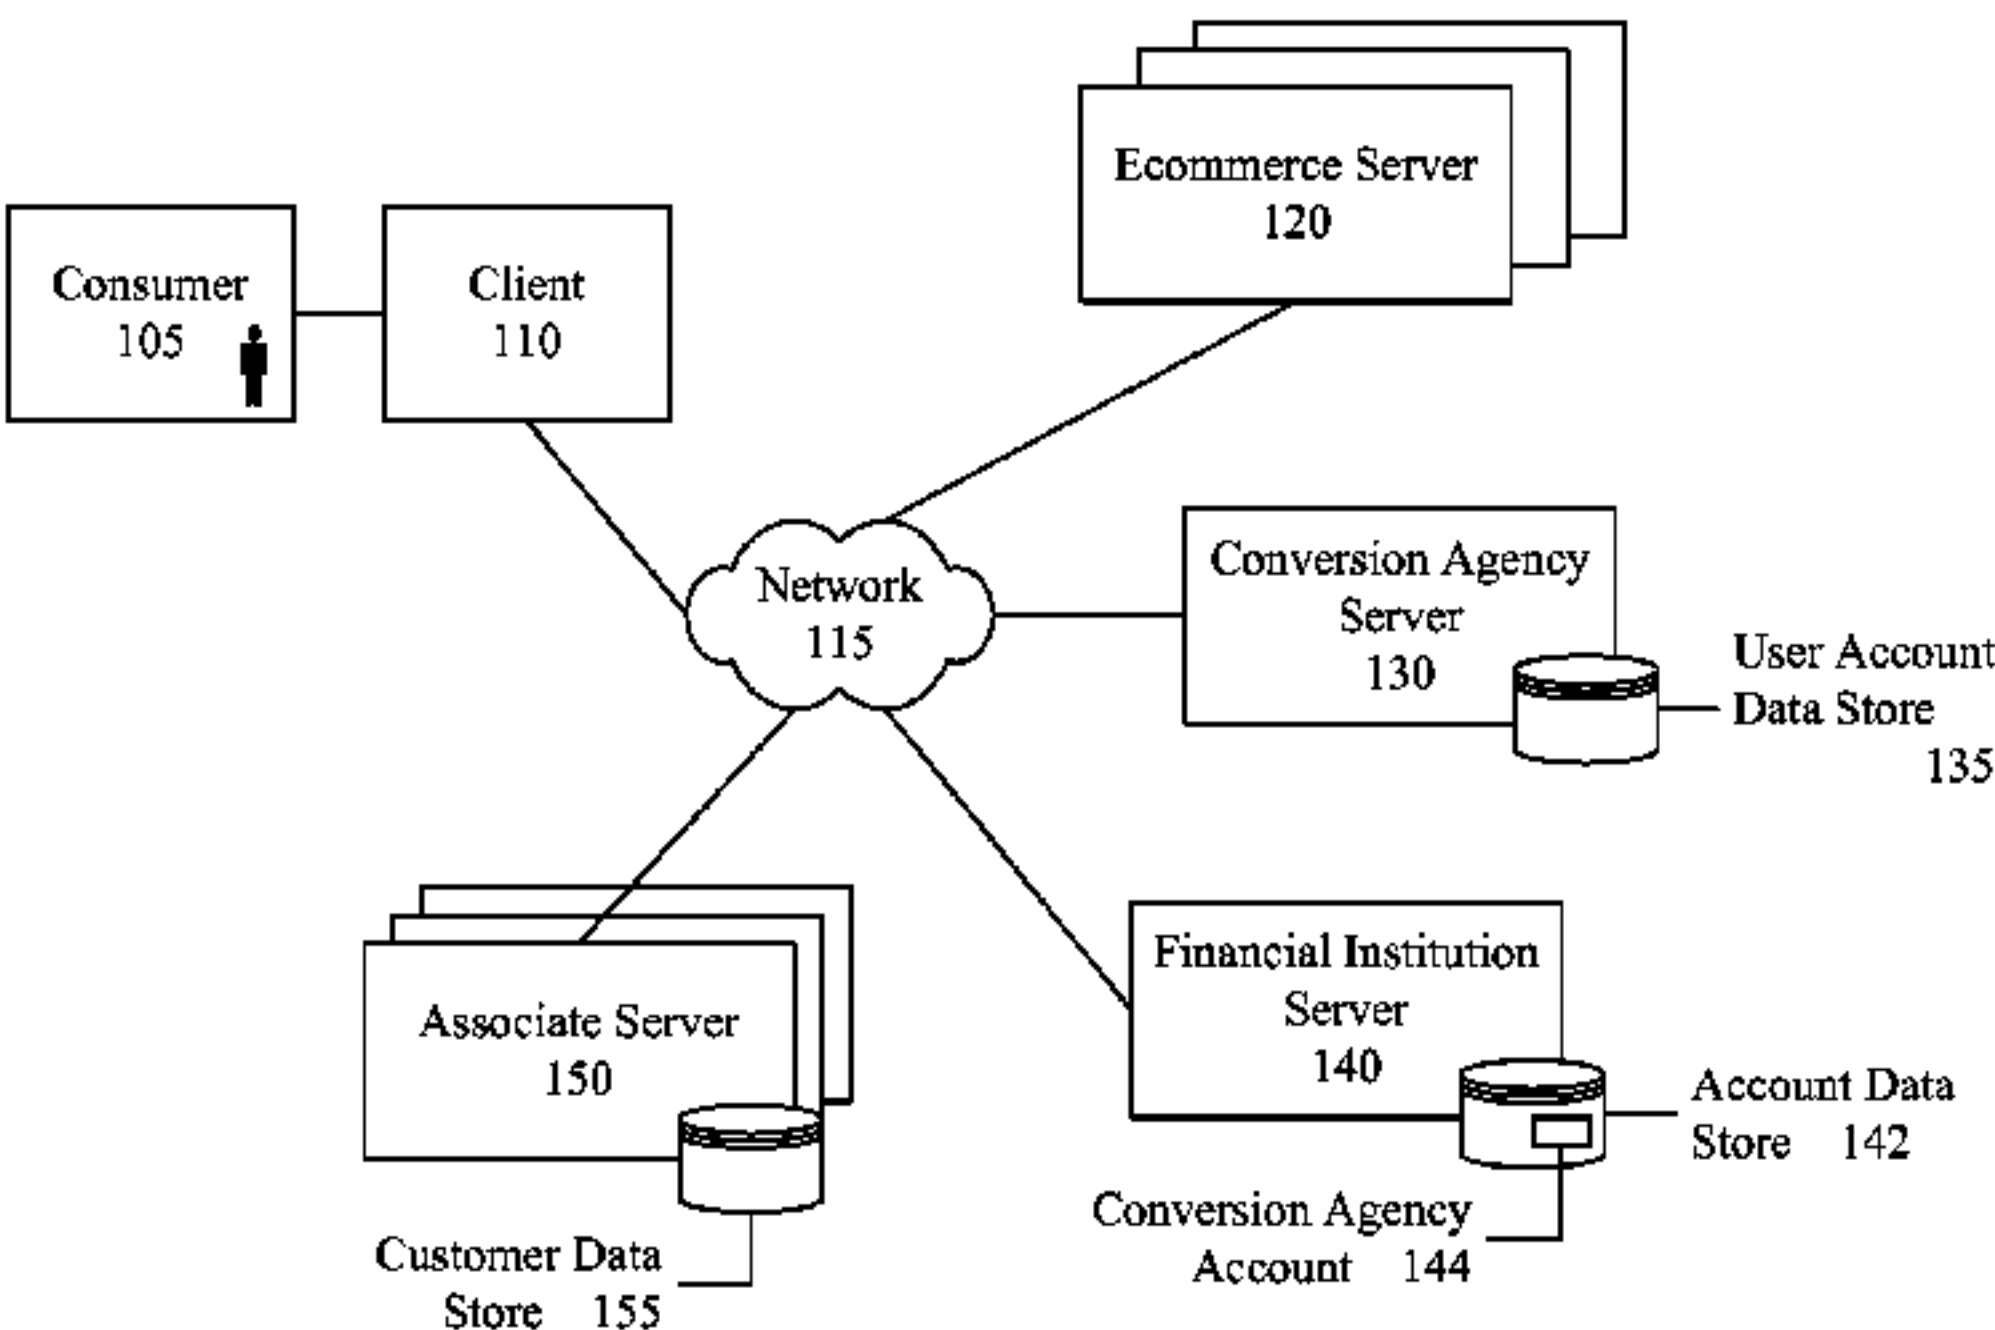 Ecommerce Server
120
Consumer
105
Client
110
Network
115
Conversion Agency
Server
130
User Account
Data Store
135
Associate Server
150
Customer Data
Store 155
Financial Institution
Server
140
Account Data
Store 142
Conversion Agency
Account 144